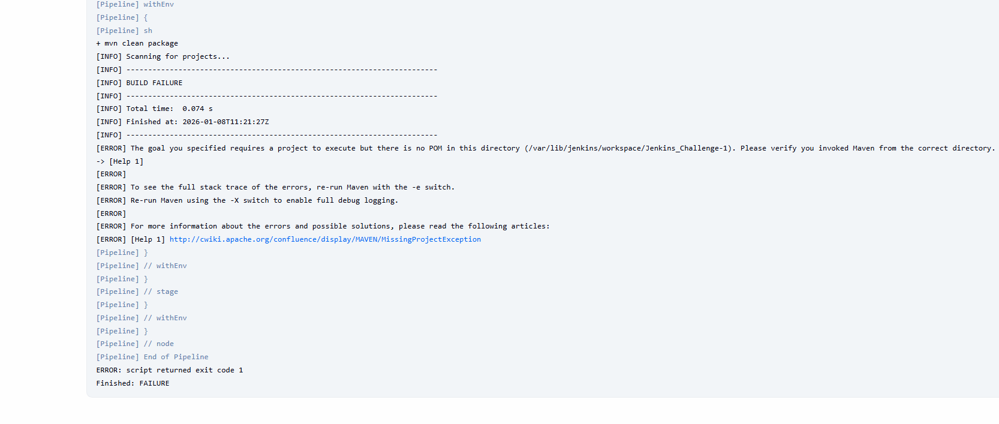 [Pipeline] withEnv
[Pipeline] {
[Pipeline] sh
+ mvn clean package
[INFO] Scanning for projects...
[INFO] ------------------------------------------------------------------------
[INFO] BUILD FAILURE
[INFO] ------------------------------------------------------------------------
[INFO] Total time:  0.074 s
[INFO] Finished at: 2026-01-08T11:21:27Z
[INFO] ------------------------------------------------------------------------
[ERROR] The goal you specified requires a project to execute but there is no POM in this directory (/var/lib/jenkins/workspace/Jenkins_Challenge-1). Please verify you invoked Maven from the correct directory.
-> [Help 1]
[ERROR]
[ERROR] To see the full stack trace of the errors, re-run Maven with the -e switch.
[ERROR] Re-run Maven using the -X switch to enable full debug logging.
[ERROR]
[ERROR] For more information about the errors and possible solutions, please read the following articles:
[ERROR] [Help 1] http://cwiki.apache.org/confluence/display/MAVEN/MissingProjectException
[Pipeline] }
[Pipeline] // withEnv
[Pipeline] }
[Pipeline] // stage
[Pipeline] }
[Pipeline] // withEnv
[Pipeline] }
[Pipeline] // node
[Pipeline] End of Pipeline
ERROR: script returned exit code 1
Finished: FAILURE